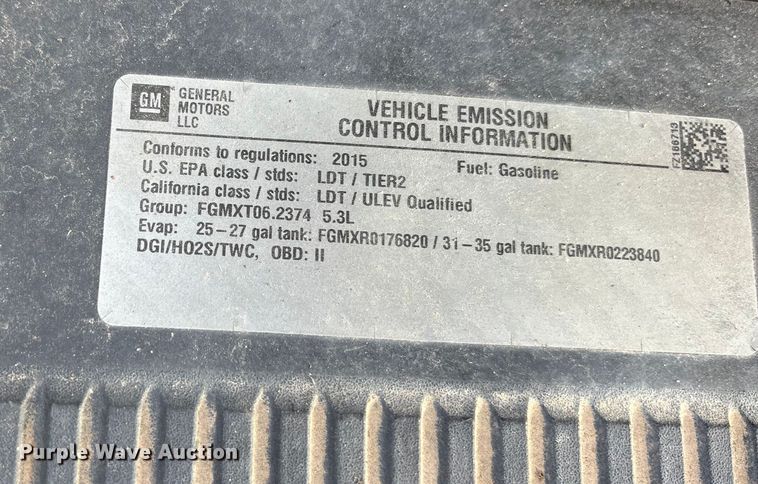 GM GENERAL
MOTORS
LLC
VEHICLE EMISSION
CONTROL INFORMATION
FZ166713
Conforms to regulations: 2015 Fuel: Gasoline
U.S. EPA class / stds: LDT / TIER2
California class / stds: LDT / ULEV Qualified
Group: FGMXT06.2374 5.3L
Evap: 25-27 gal tank: FGMXR0176820 / 31-35 gal tank: FGMXR0223840
DGI/HO2S/TWC, OBD: II
Purple Wave Auction